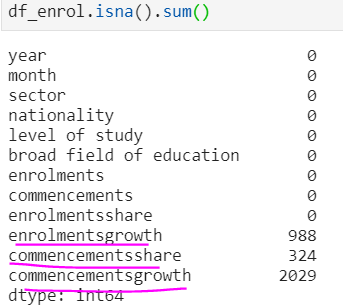 df_enrol.isna().sum()
year 0
month 0
sector 0
nationality 0
level of study 0
broad field of education 0
enrolments 0
commencements 0
enrolmentsshare 0
enrolmentsgrowth 988
commencementsshare 324
commencementsgrowth 2029
dtype: int64